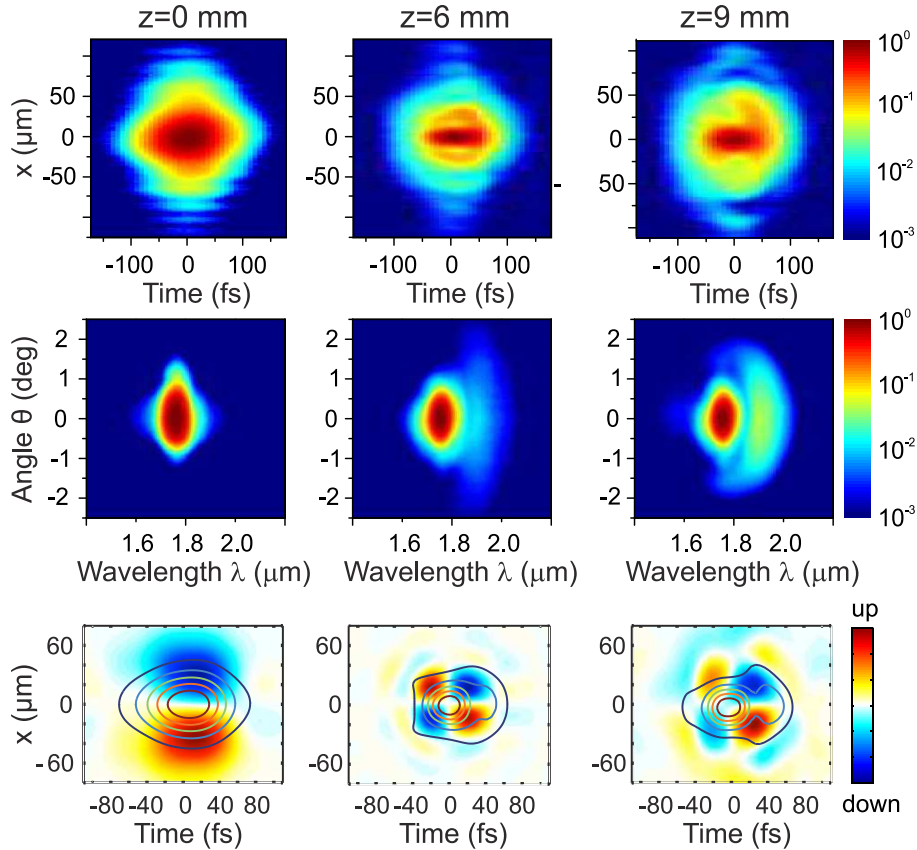 z=0 mm z=6 mm z=9 mm
x (μm)
50
0
-50
50
0
-50
50
0
50
10⁰
10⁻¹
10⁻²
10⁻³
-100 0 100
-100 0 100
-100 0 100
Time (fs) Time (fs) Time (fs)
Angle θ (deg)
2
1
0
-1
-2
2
1
0
-1
-2
2
1
0
-1
-2
10⁰
10⁻¹
10⁻²
10⁻³
1.6 1.8 2.0
1.6 1.8 2.0
1.6 1.8 2.0
Wavelength λ (μm) Wavelength λ (μm) Wavelength λ (μm)
x (μm)
60
0
-60
60
0
-60
60
0
-60
up
down
-80 -40 0 40 80
-80 -40 0 40 80
-80 -40 0 40 80
Time (fs) Time (fs) Time (fs)